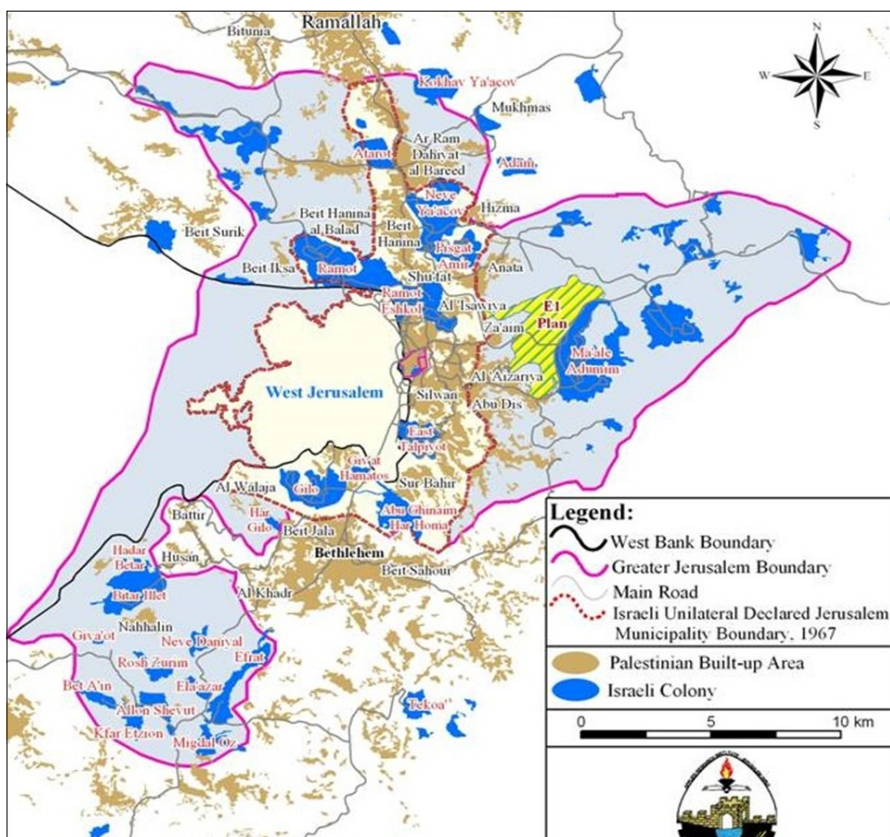 Ramallah
Bitunia
N
W
E
S
Kokhav Ya'acov
Mukhmas
Ar Ram
Dahiyat
al Bareed
Atarot
Adam
Neve
Ya'acov
Hizma
Beit Hanina
al Balad
Beit
Hanina
Beit Surik
Pisgat
Amir
Beit Iksa
Ramot
Shu'fat
Anata
Ramot
Eshkol
Al 'Isawiya
E1
Plan
Za'aim
Ma'ale
Adumim
West Jerusalem
Al 'Aizariya
Silwan
Abu Dis
East
Talpiyot
Giv'at
Hamatos
Gilo
Sur Bahir
Al Walaja
Har
Gilo
Abu Ghinaim
Har Homa
Battir
Beit Jala
Bethlehem
Hadar
Betar
Husan
Beit Sahour
Bitar Illet
Al Khadr
Nahhalin
Giva'ot
Neve Daniyal
Efrat
Rosh Zurim
Bet A'in
Ela'azar
Allon Shevut
Tekoa'
Kfar Etzion
Migdal Oz
Legend:
West Bank Boundary
Greater Jerusalem Boundary
Main Road
Israeli Unilateral Declared Jerusalem
Municipality Boundary, 1967
Palestinian Built-up Area
Israeli Colony
0 5 10 km